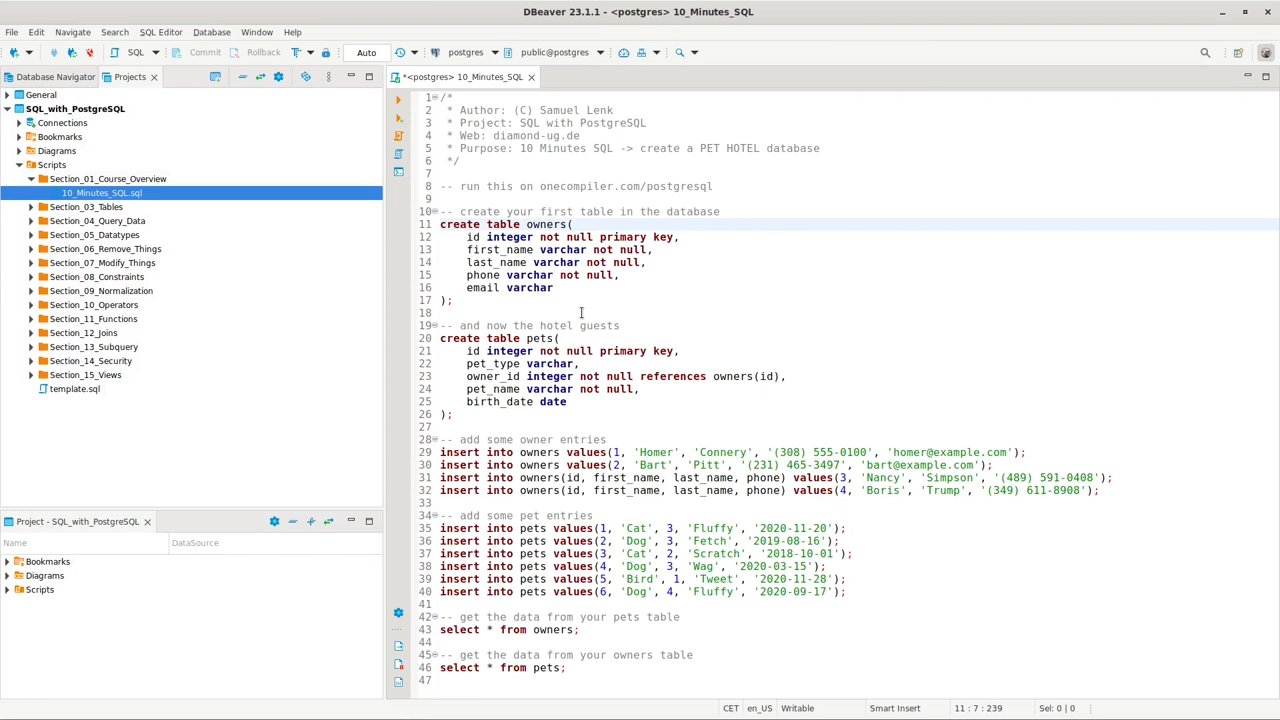 DBeaver 23.1.1 - <postgres> 10_Minutes_SQL
File Edit Navigate Search SQL Editor Database Window Help
SQL Commit Rollback Auto postgres public@postgres
Database Navigator Projects
General
SQL_with_PostgreSQL
Connections
Bookmarks
Diagrams
Scripts
Section_01_Course_Overview
10_Minutes_SQL.sql
Section_03_Tables
Section_04_Query_Data
Section_05_Datatypes
Section_06_Remove_Things
Section_07_Modify_Things
Section_08_Constraints
Section_09_Normalization
Section_10_Operators
Section_11_Functions
Section_12_Joins
Section_13_Subquery
Section_14_Security
Section_15_Views
template.sql
Project - SQL_with_PostgreSQL
Name DataSource
Bookmarks
Diagrams
Scripts
*<postgres> 10_Minutes_SQL
1 /*
2 * Author: (C) Samuel Lenk
3 * Project: SQL with PostgreSQL
4 * Web: diamond-ug.de
5 * Purpose: 10 Minutes SQL -> create a PET HOTEL database
6 */
7
8 -- run this on onecompiler.com/postgresql
9
10 -- create your first table in the database
11 create table owners(
12 id integer not null primary key,
13 first_name varchar not null,
14 last_name varchar not null,
15 phone varchar not null,
16 email varchar
17 );
18
19 -- and now the hotel guests
20 create table pets(
21 id integer not null primary key,
22 pet_type varchar,
23 owner_id integer not null references owners(id),
24 pet_name varchar not null,
25 birth_date date
26 );
27
28 -- add some owner entries
29 insert into owners values(1, 'Homer', 'Connery', '(308) 555-0100', 'homer@example.com');
30 insert into owners values(2, 'Bart', 'Pitt', '(231) 465-3497', 'bart@example.com');
31 insert into owners(id, first_name, last_name, phone) values(3, 'Nancy', 'Simpson', '(489) 591-0408');
32 insert into owners(id, first_name, last_name, phone) values(4, 'Boris', 'Trump', '(349) 611-8908');
33
34 -- add some pet entries
35 insert into pets values(1, 'Cat', 3, 'Fluffy', '2020-11-20');
36 insert into pets values(2, 'Dog', 3, 'Fetch', '2019-08-16');
37 insert into pets values(3, 'Cat', 2, 'Scratch', '2018-10-01');
38 insert into pets values(4, 'Dog', 3, 'Wag', '2020-03-15');
39 insert into pets values(5, 'Bird', 1, 'Tweet', '2020-11-28');
40 insert into pets values(6, 'Dog', 4, 'Fluffy', '2020-09-17');
41
42 -- get the data from your pets table
43 select * from owners;
44
45 -- get the data from your owners table
46 select * from pets;
47
CET en_US Writable Smart Insert 11 : 7 : 239 Sel: 0 | 0